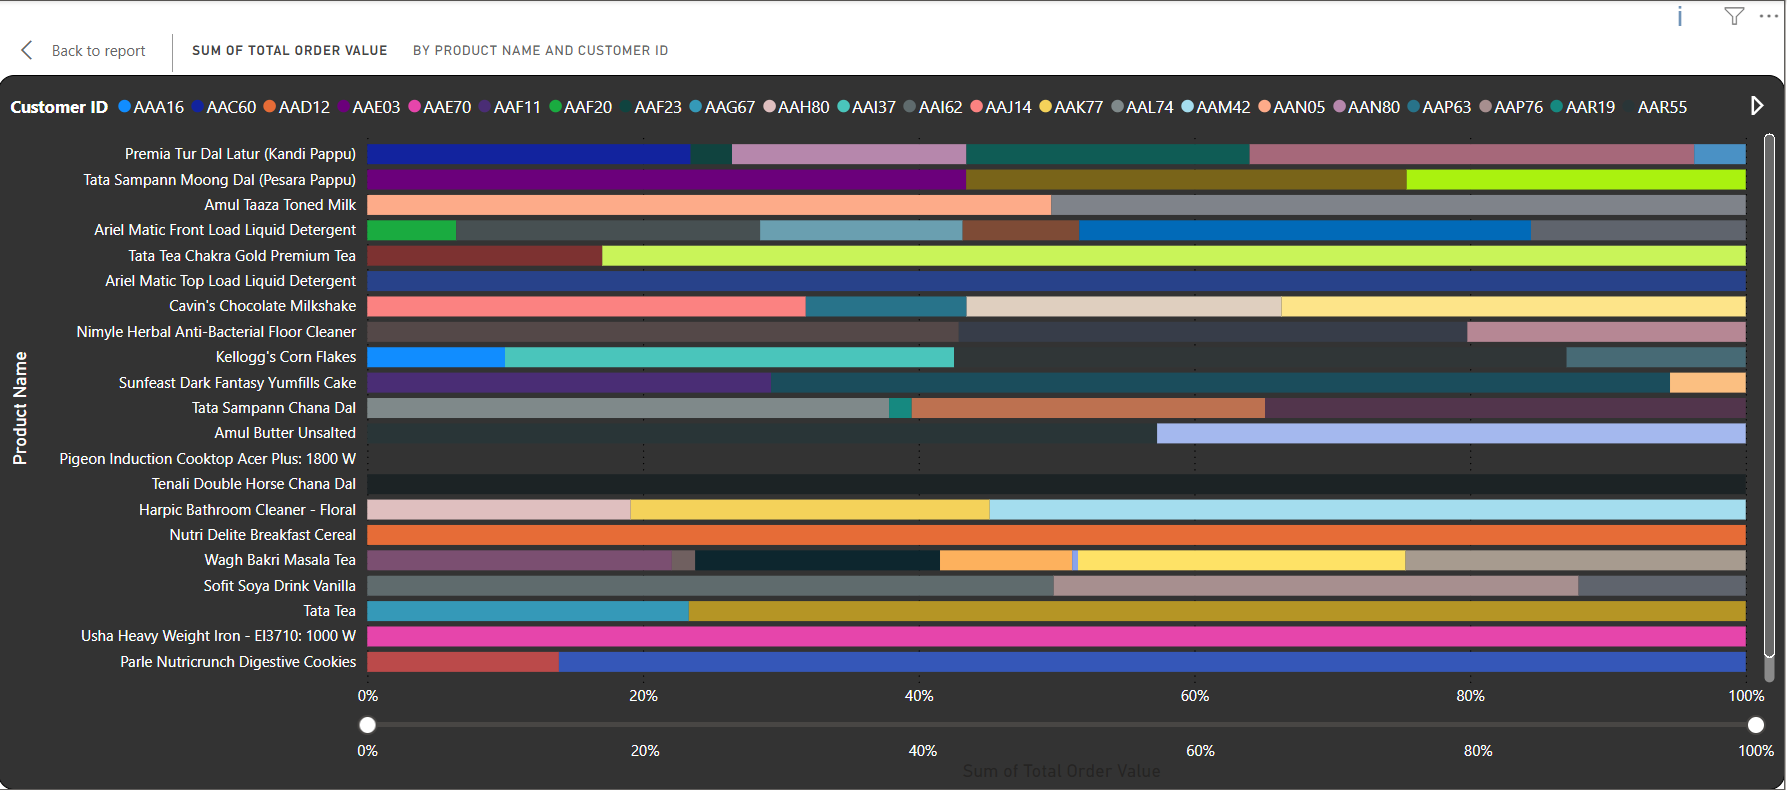 i
Back to report
SUM OF TOTAL ORDER VALUE
BY PRODUCT NAME AND CUSTOMER ID
Customer ID AAA16 AAC60 AAD12 AAE03 AAE70 AAF11 AAF20 AAF23 AAG67 AAH80 AAI37 AAI62 AAJ14 AAK77 AAL74 AAM42 AAN05 AAN80 AAP63 AAP76 AAR19 AAR55
Product Name
Premia Tur Dal Latur (Kandi Pappu)
Tata Sampann Moong Dal (Pesara Pappu)
Amul Taaza Toned Milk
Ariel Matic Front Load Liquid Detergent
Tata Tea Chakra Gold Premium Tea
Ariel Matic Top Load Liquid Detergent
Cavin's Chocolate Milkshake
Nimyle Herbal Anti-Bacterial Floor Cleaner
Kellogg's Corn Flakes
Sunfeast Dark Fantasy Yumfills Cake
Tata Sampann Chana Dal
Amul Butter Unsalted
Pigeon Induction Cooktop Acer Plus: 1800 W
Tenali Double Horse Chana Dal
Harpic Bathroom Cleaner - Floral
Nutri Delite Breakfast Cereal
Wagh Bakri Masala Tea
Sofit Soya Drink Vanilla
Tata Tea
Usha Heavy Weight Iron - EI3710: 1000 W
Parle Nutricrunch Digestive Cookies
0% 20% 40% 60% 80% 100%
0% 20% 40% 60% 80% 100%
Sum of Total Order Value